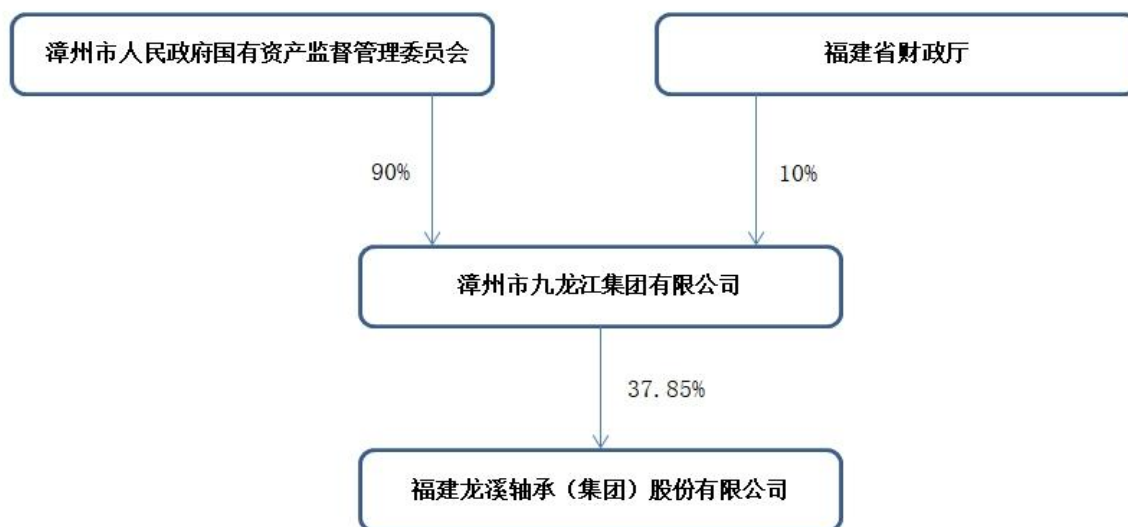 漳州市人民政府国有资产监督管理委员会
福建省财政厅
90%
10%
漳州市九龙江集团有限公司
37.85%
福建龙溪轴承（集团）股份有限公司